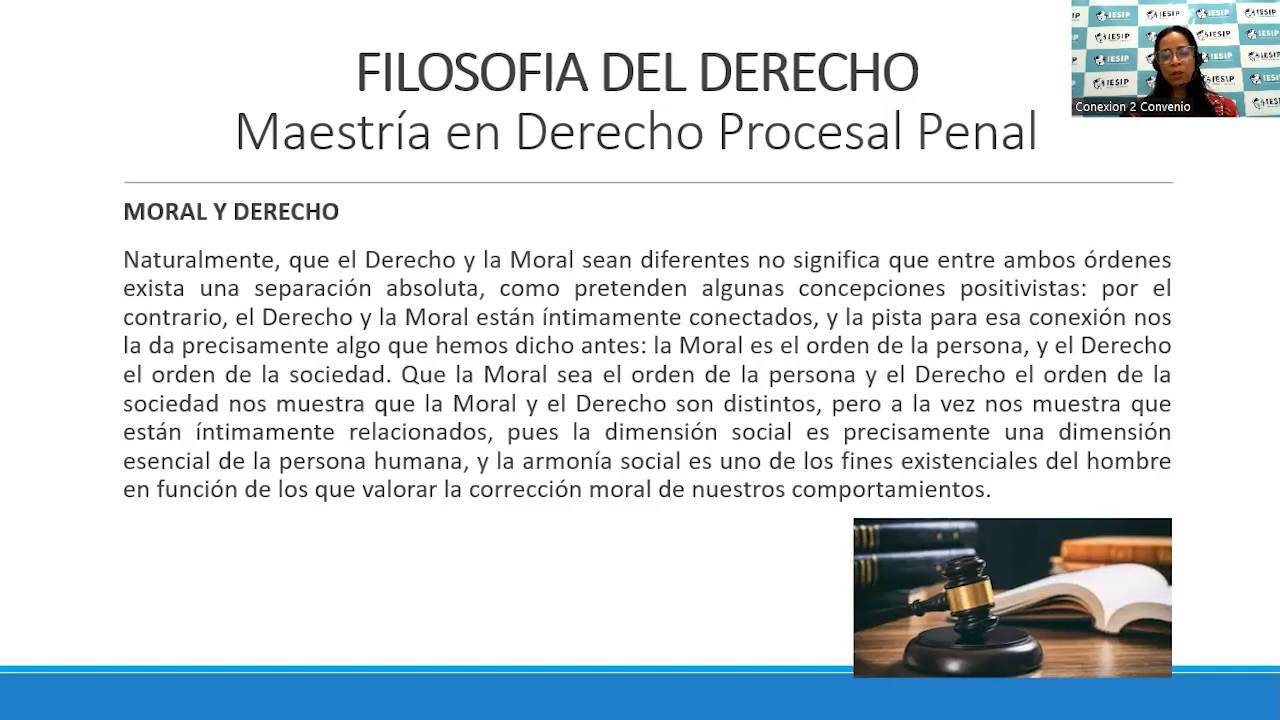 FILOSOFIA DEL DERECHO
Maestría en Derecho Procesal Penal
IESIP
Conexion 2 Convenio
MORAL Y DERECHO
Naturalmente, que el Derecho y la Moral sean diferentes no significa que entre ambos órdenes
exista una separación absoluta, como pretenden algunas concepciones positivistas: por el
contrario, el Derecho y la Moral están íntimamente conectados, y la pista para esa conexión nos
la da precisamente algo que hemos dicho antes: la Moral es el orden de la persona, y el Derecho
el orden de la sociedad. Que la Moral sea el orden de la persona y el Derecho el orden de la
sociedad nos muestra que la Moral y el Derecho son distintos, pero a la vez nos muestra que
están íntimamente relacionados, pues la dimensión social es precisamente una dimensión
esencial de la persona humana, y la armonía social es uno de los fines existenciales del hombre
en función de los que valorar la corrección moral de nuestros comportamientos.